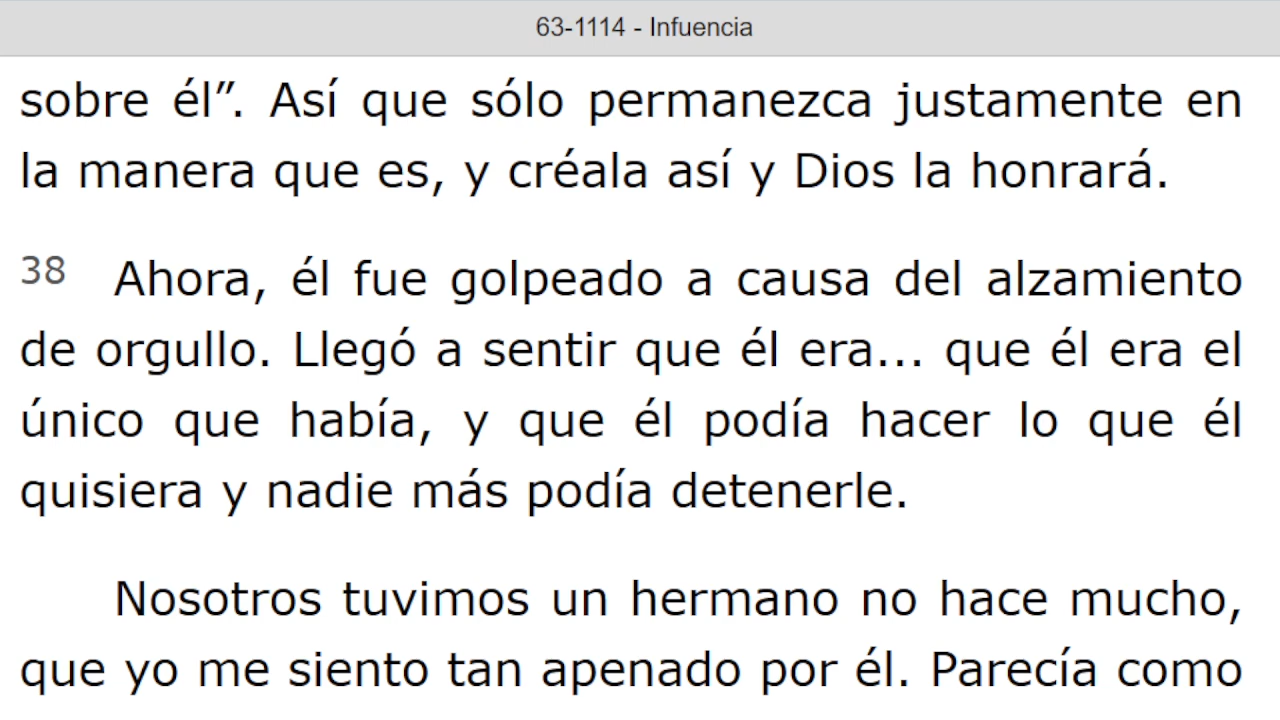 63-1114 - Infuencia
sobre él”. Así que sólo permanezca justamente en
la manera que es, y créala así y Dios la honrará.
38 Ahora, él fue golpeado a causa del alzamiento
de orgullo. Llegó a sentir que él era... que él era el
único que había, y que él podía hacer lo que él
quisiera y nadie más podía detenerle.
Nosotros tuvimos un hermano no hace mucho,
que yo me siento tan apenado por él. Parecía como